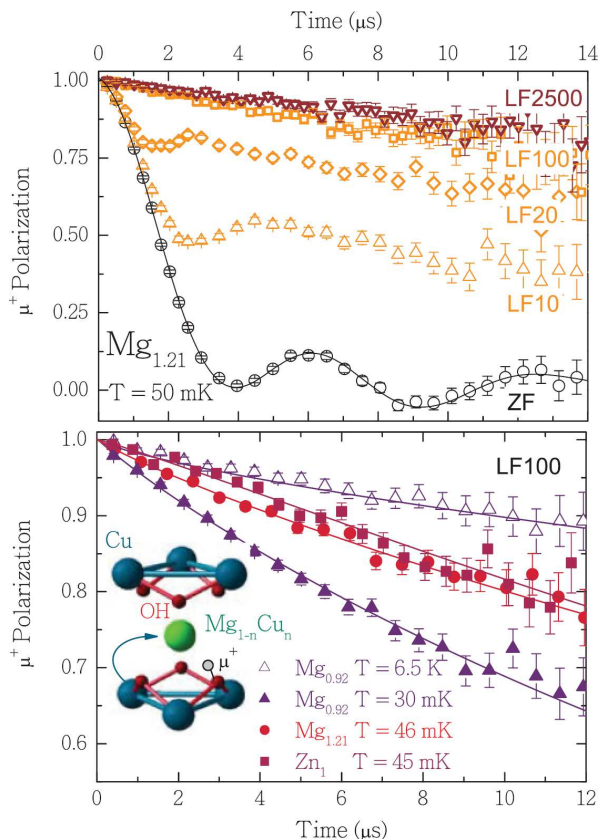 Time (µs)
0 2 4 6 8 10 12 14
1.00
0.75
0.50
0.25
0.00
µ⁺ Polarization
LF2500
LF100
LF20
LF10
Mg₁.₂₁
T = 50 mK
ZF
1.0
0.9
0.8
0.7
0.6
µ⁺ Polarization
LF100
Cu
OH
Mg₁₋ₙCuₙ
µ⁺
Mg₀.₉₂ T = 6.5 K
Mg₀.₉₂ T = 30 mK
Mg₁.₂₁ T = 46 mK
Zn₁ T = 45 mK
0 2 4 6 8 10 12
Time (µs)